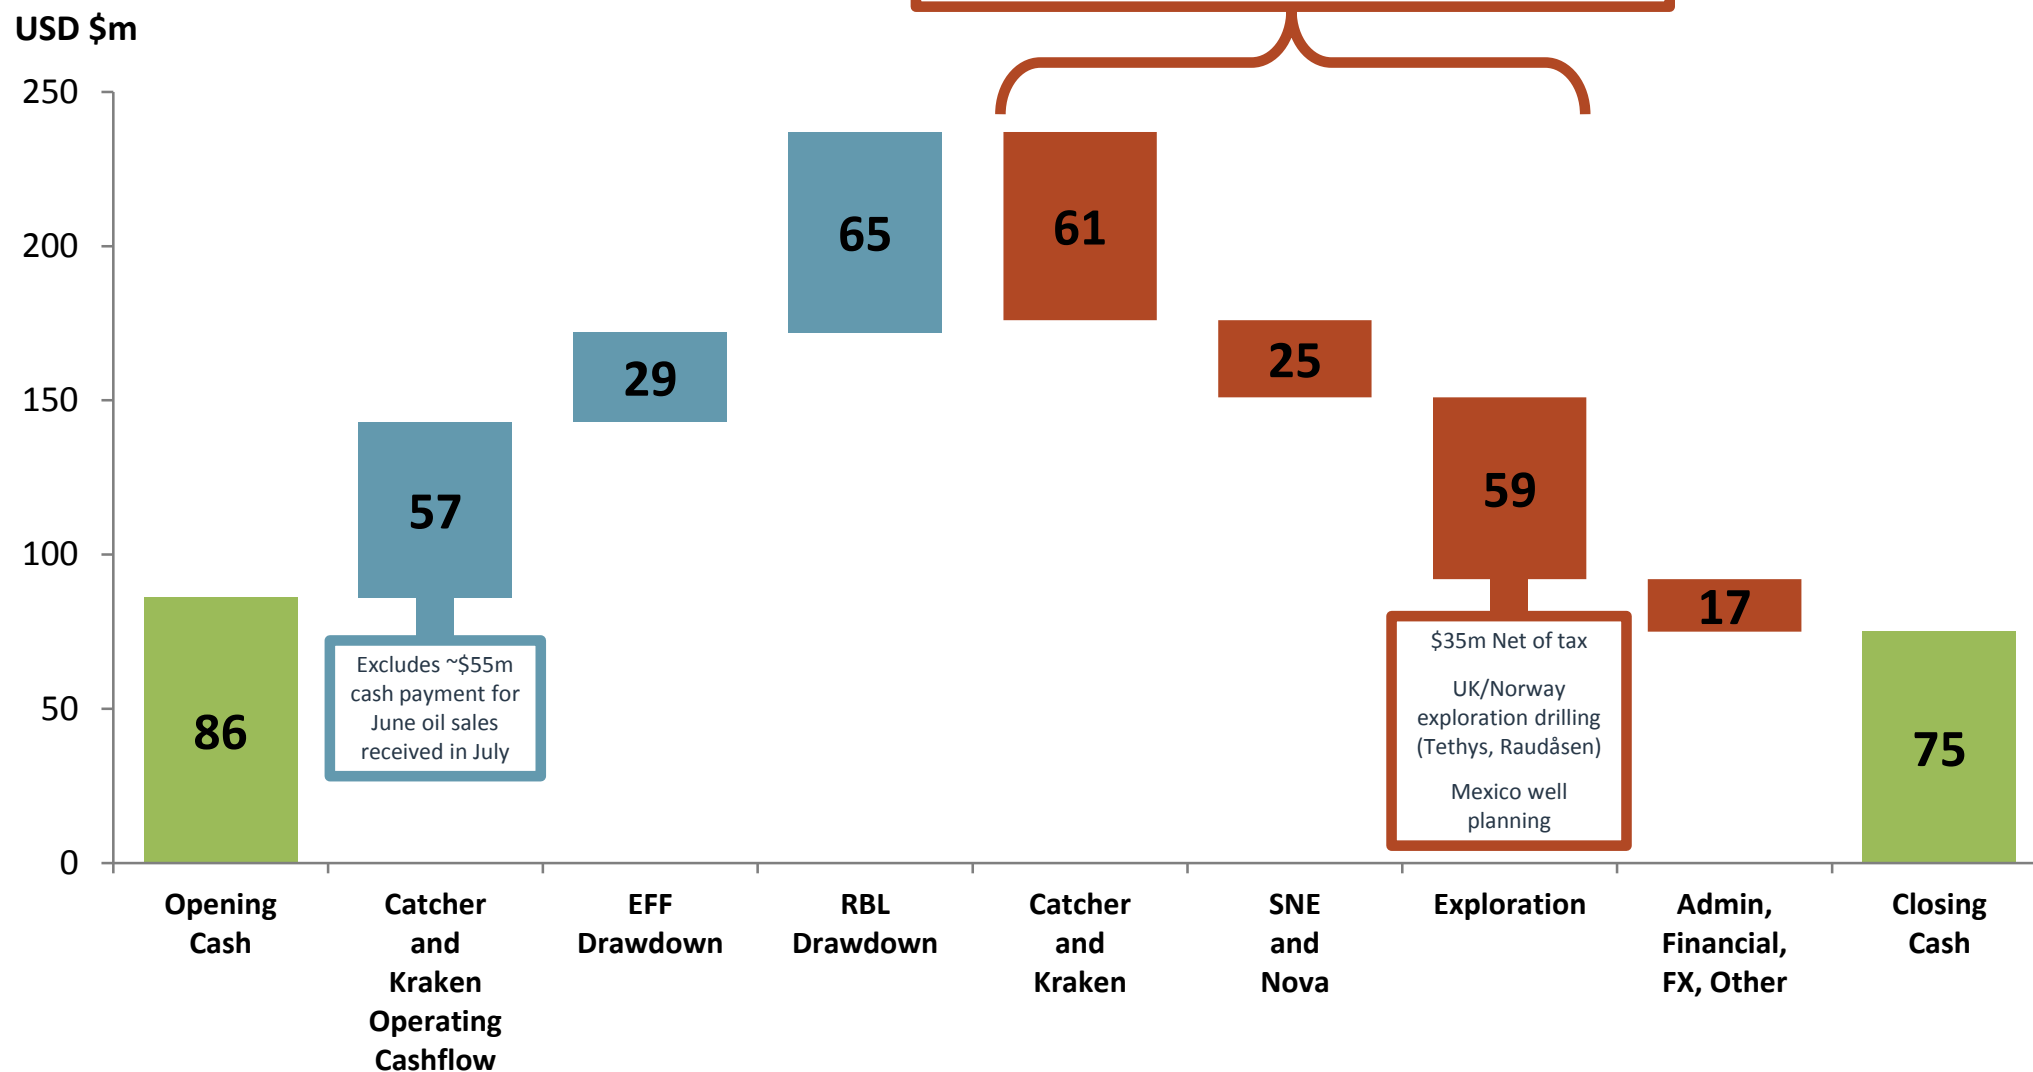 USD $m
250
200
150
100
50
0
86
57
29
65
61
25
59
17
75
Excludes ~$55m
cash payment for
June oil sales
received in July
$35m Net of tax
UK/Norway
exploration drilling
(Tethys, Raudåsen)
Mexico well
planning
Opening
Cash
Catcher
and
Kraken
Operating
Cashflow
EFF
Drawdown
RBL
Drawdown
Catcher
and
Kraken
SNE
and
Nova
Exploration
Admin,
Financial,
FX, Other
Closing
Cash